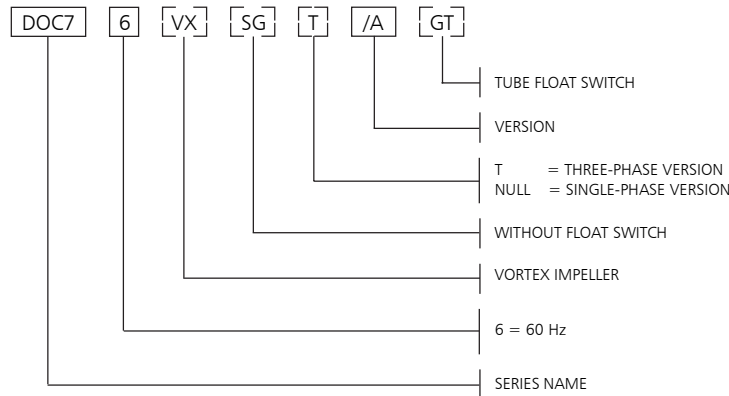 DOC7 6 VX SG T /A GT
TUBE FLOAT SWITCH
VERSION
T = THREE-PHASE VERSION
NULL = SINGLE-PHASE VERSION
WITHOUT FLOAT SWITCH
VORTEX IMPELLER
6 = 60 Hz
SERIES NAME